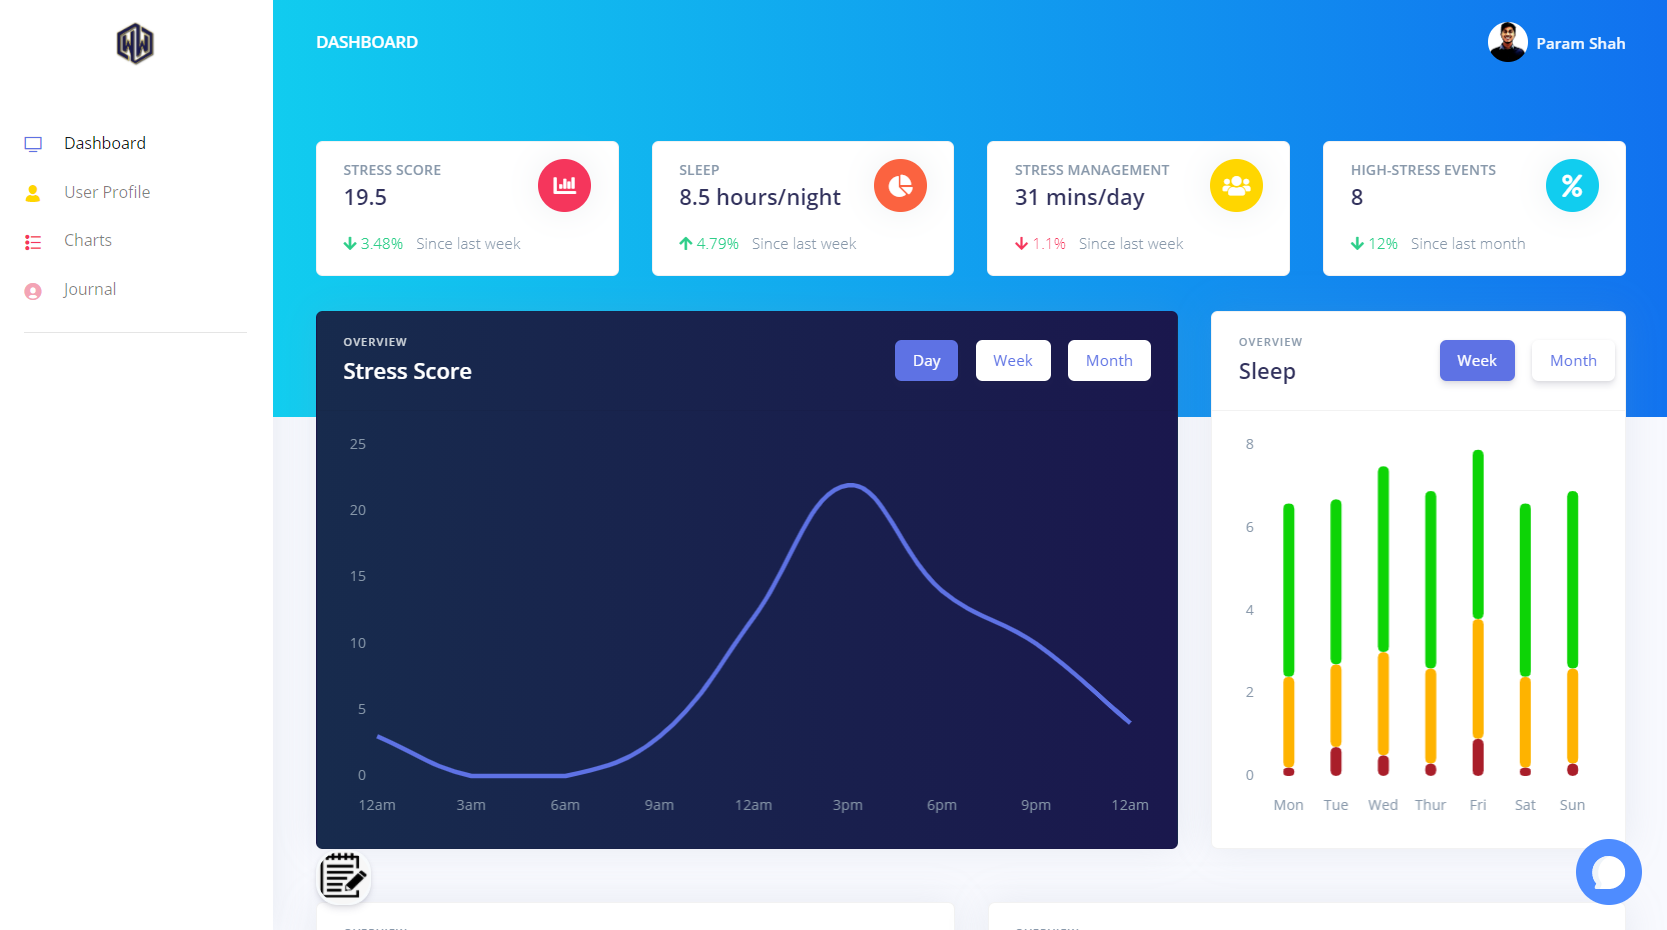 DASHBOARD
Param Shah
Dashboard
User Profile
Charts
Journal
STRESS SCORE
19.5
3.48% Since last week
SLEEP
8.5 hours/night
4.79% Since last week
STRESS MANAGEMENT
31 mins/day
1.1% Since last week
HIGH-STRESS EVENTS
8
%
12% Since last month
OVERVIEW
Stress Score
Day Week Month
25
20
15
10
5
0
12am 3am 6am 9am 12am 3pm 6pm 9pm 12am
OVERVIEW
Sleep
Week Month
8
6
4
2
0
Mon Tue Wed Thur Fri Sat Sun